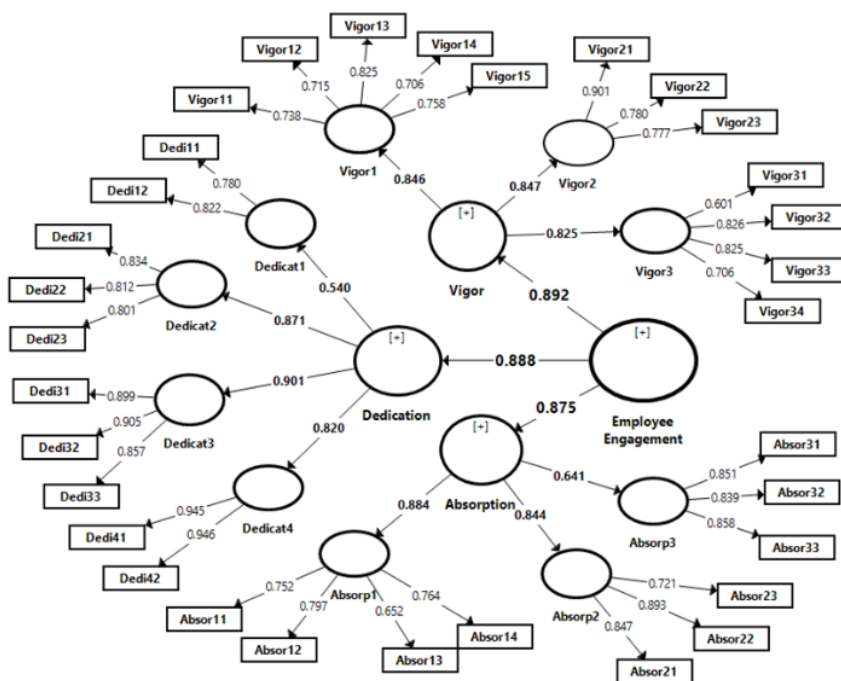 Vigor13
Vigor12
Vigor14
Vigor21
0.715
0.825
0.706
Vigor15
Vigor22
Vigor11
0.738
0.758
0.901
0.780
Vigor23
0.777
Dedi11
Vigor1
Vigor2
Vigor31
0.780
0.846
0.847
0.601
Dedi12
0.822
[+]
0.826
Vigor32
Dedi21
0.825
0.825
Vigor33
0.834
Dedicat1
Vigor3
0.706
Dedi22
0.812
Vigor
Vigor34
0.801
0.540
0.892
Dedi23
Dedicat2
0.871
[+]
[+]
0.888
Dedi31
0.899
0.901
0.875
Dedication
Employee
Engagement
0.905
Dedi32
Dedicat3
0.820
[+]
Absor31
0.857
0.851
Dedi33
Absorption
0.641
0.839
Absor32
0.945
0.884
0.844
0.858
Dedi41
Dedicat4
Absorp3
Absor33
0.946
Dedi42
0.752
Absorp1
0.764
0.721
Absor23
0.797
0.652
Absorp2
0.893
Absor11
Absor14
0.847
Absor22
Absor12
Absor13
Absor21